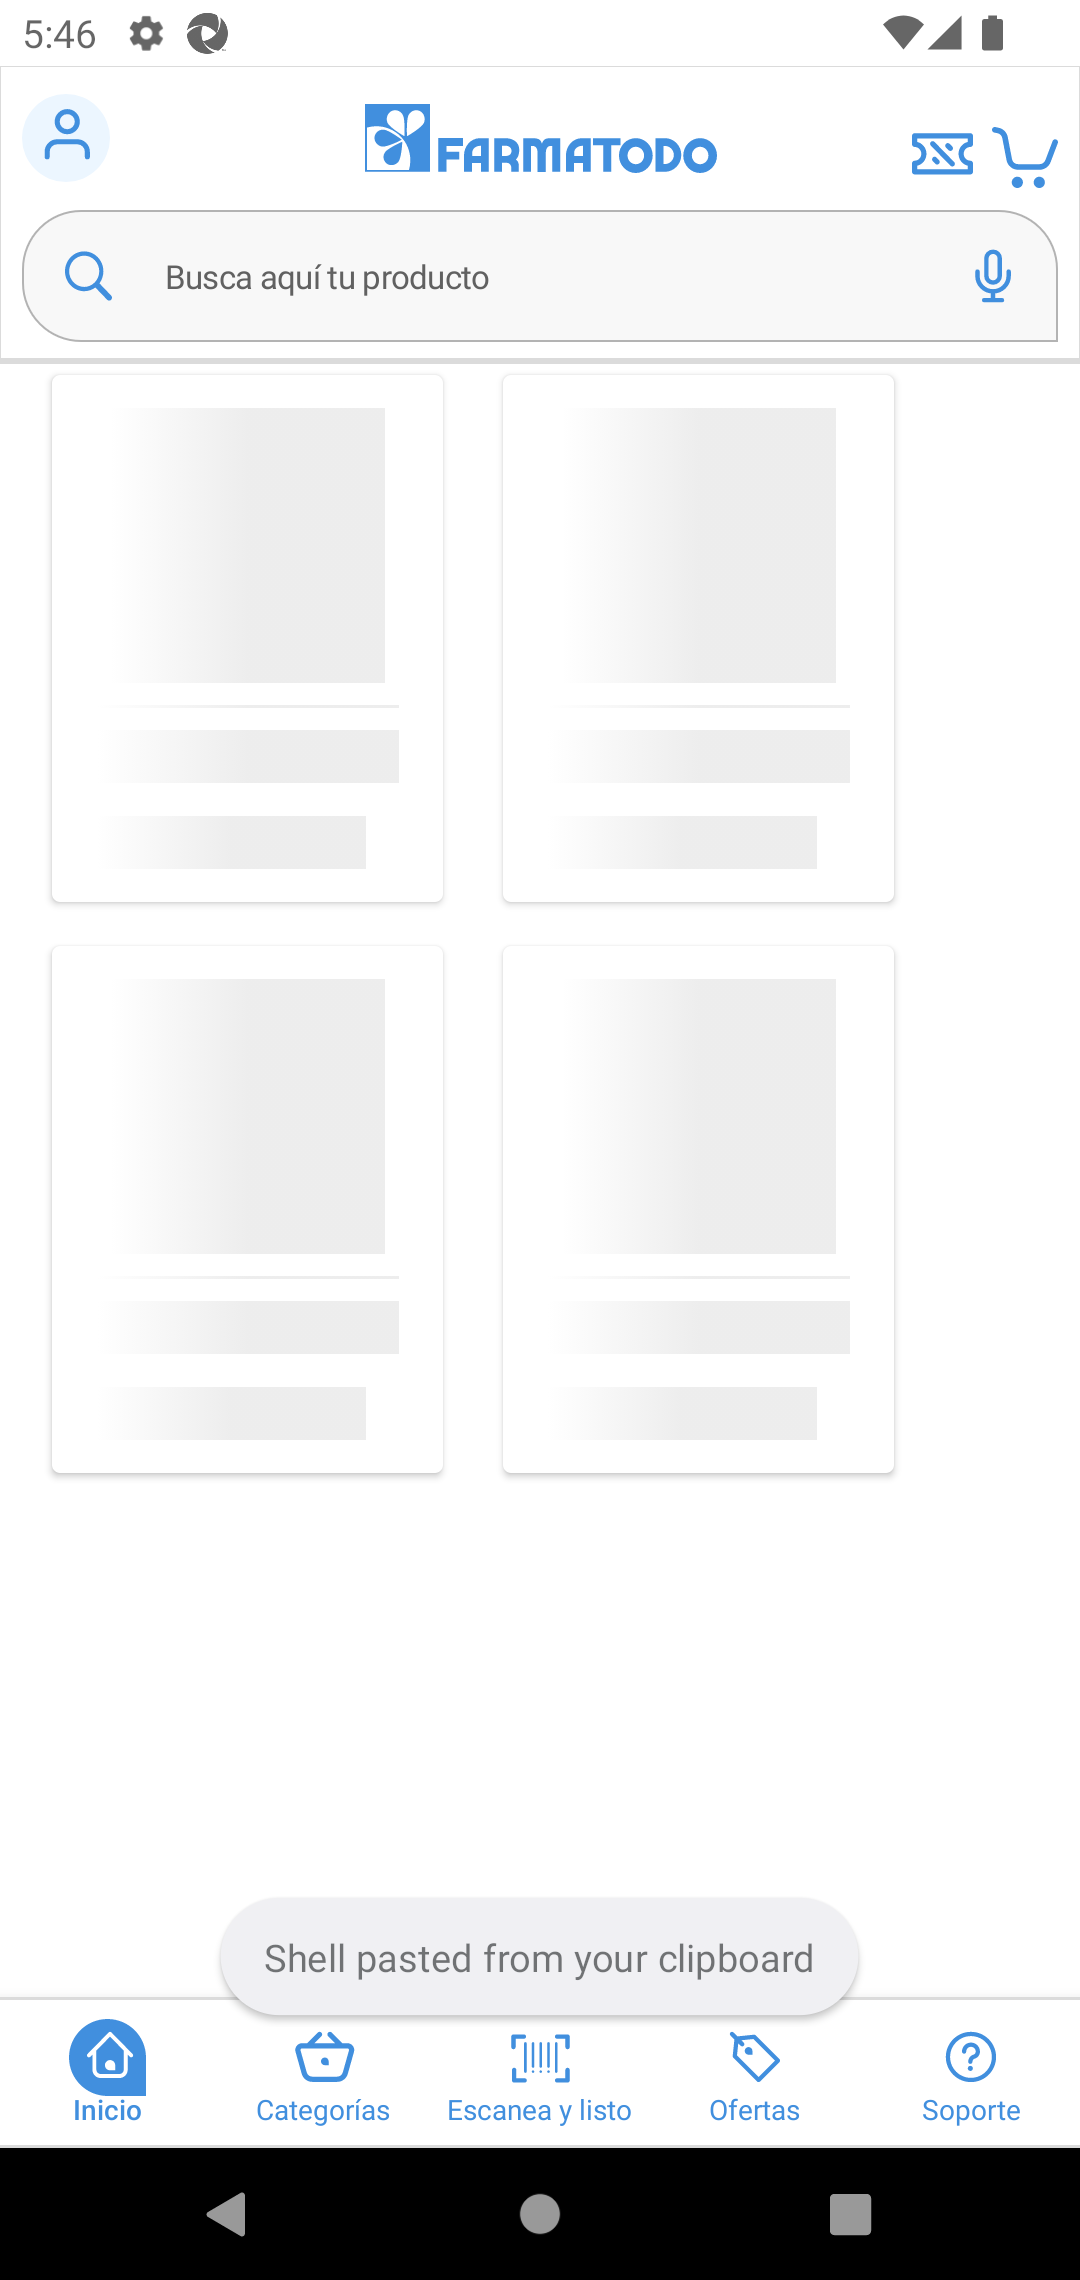 5:46
FARMATODO
Busca aquí tu producto
Shell pasted from your clipboard
Inicio
Categorías
Escanea y listo
Ofertas
Soporte